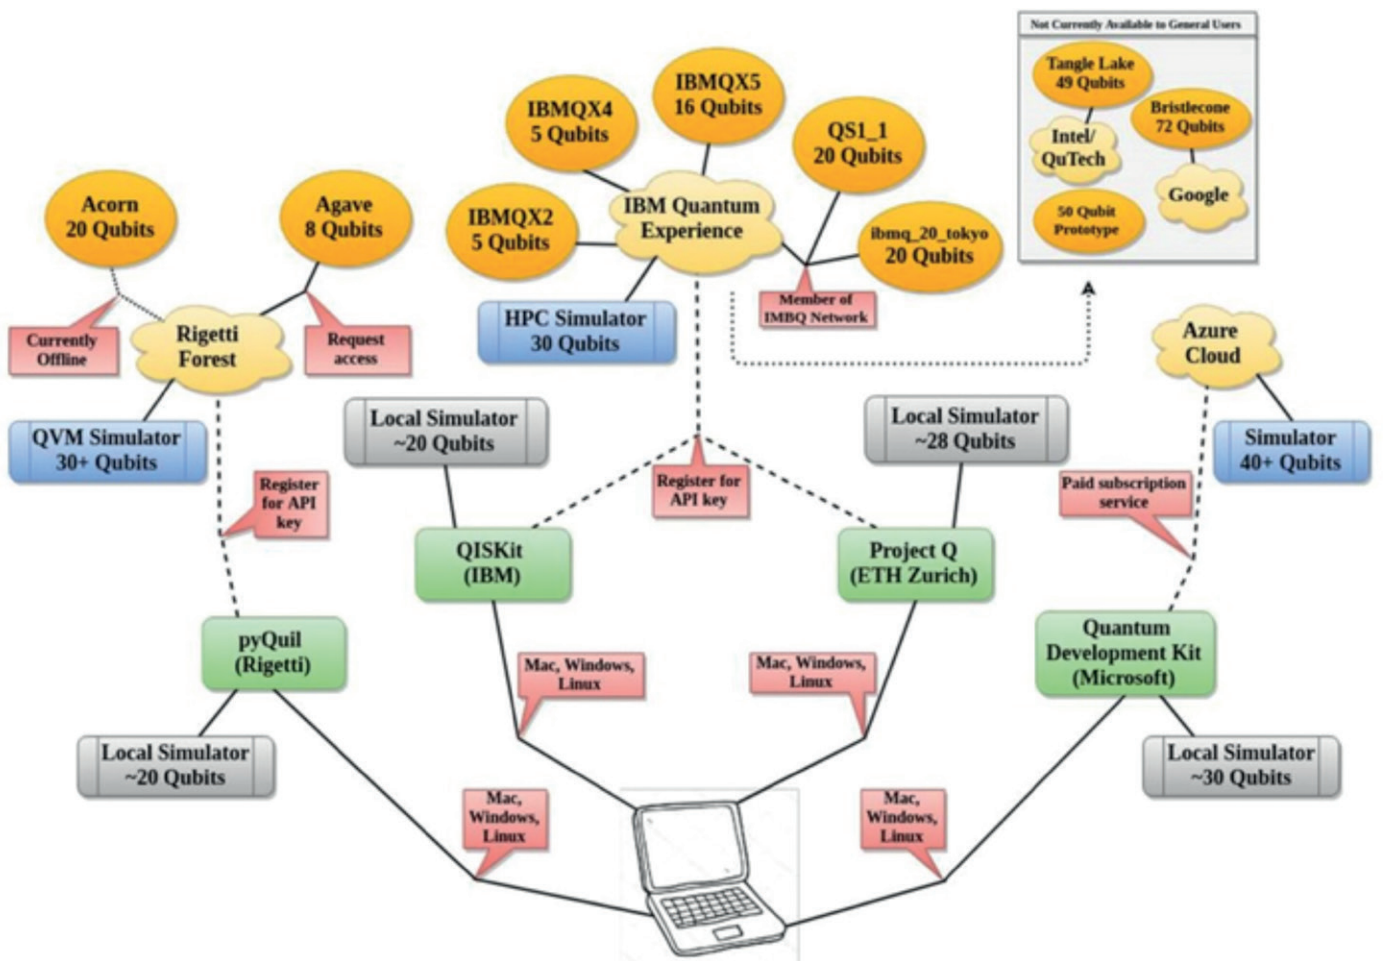 Not Currently Available to General Users
Tangle Lake
49 Qubits
Bristlecone
72 Qubits
Intel/
QuTech
Google
50 Qubit
Prototype
IBMQX5
16 Qubits
IBMQX4
5 Qubits
QS1_1
20 Qubits
IBMQX2
5 Qubits
IBM Quantum
Experience
ibmq_20_tokyo
20 Qubits
Member of
IMBQ Network
HPC Simulator
30 Qubits
Acorn
20 Qubits
Agave
8 Qubits
Currently
Offline
Rigetti
Forest
Request
access
QVM Simulator
30+ Qubits
Azure
Cloud
Simulator
40+ Qubits
Local Simulator
~20 Qubits
Local Simulator
~28 Qubits
Register
for API
key
Register for
API key
Paid subscription
service
QISKit
(IBM)
Project Q
(ETH Zurich)
pyQuil
(Rigetti)
Quantum
Development Kit
(Microsoft)
Mac, Windows,
Linux
Mac, Windows,
Linux
Local Simulator
~20 Qubits
Local Simulator
~30 Qubits
Mac,
Windows,
Linux
Mac,
Windows,
Linux